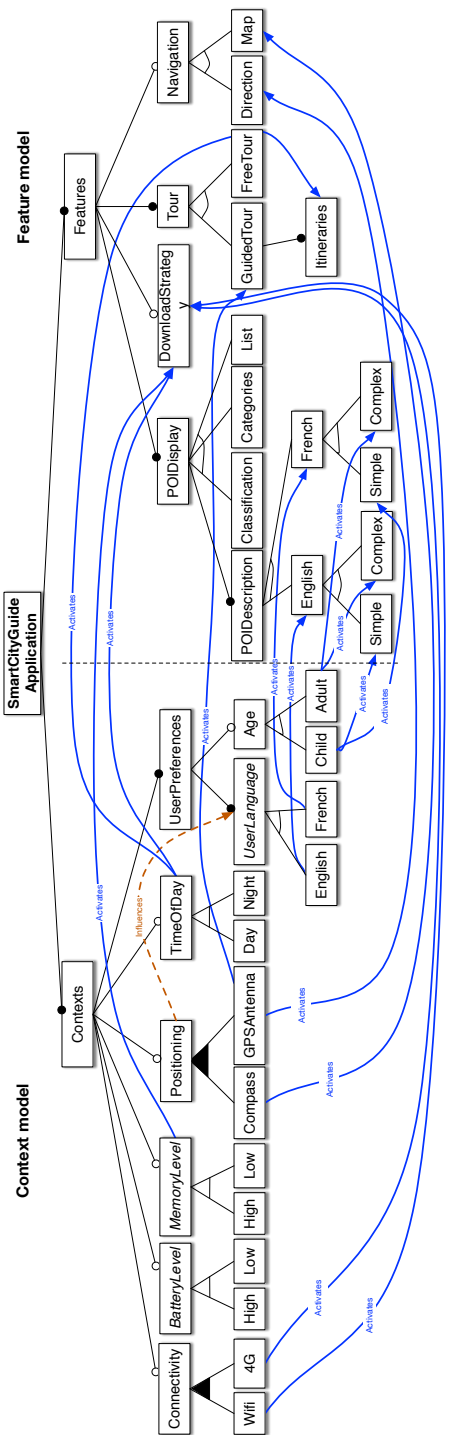 SmartCityGuide
Application
Context model
Feature model
Contexts
Features
Connectivity
BatteryLevel
MemoryLevel
Positioning
TimeOfDay
UserPreferences
POIDisplay
DownloadStrateg
y
Tour
Navigation
Wifi
4G
High
Low
High
Low
Compass
GPSAntenna
Day
Night
UserLanguage
Age
POIDescription
Classification
Categories
List
GuidedTour
FreeTour
Direction
Map
English
French
Child
Adult
English
French
Itineraries
Simple
Complex
Simple
Complex
Influences
Activates
Activates
Activates
Activates
Activates
Activates
Activates
Activates
Activates
Activates
Activates
Activates
Activates
Activates